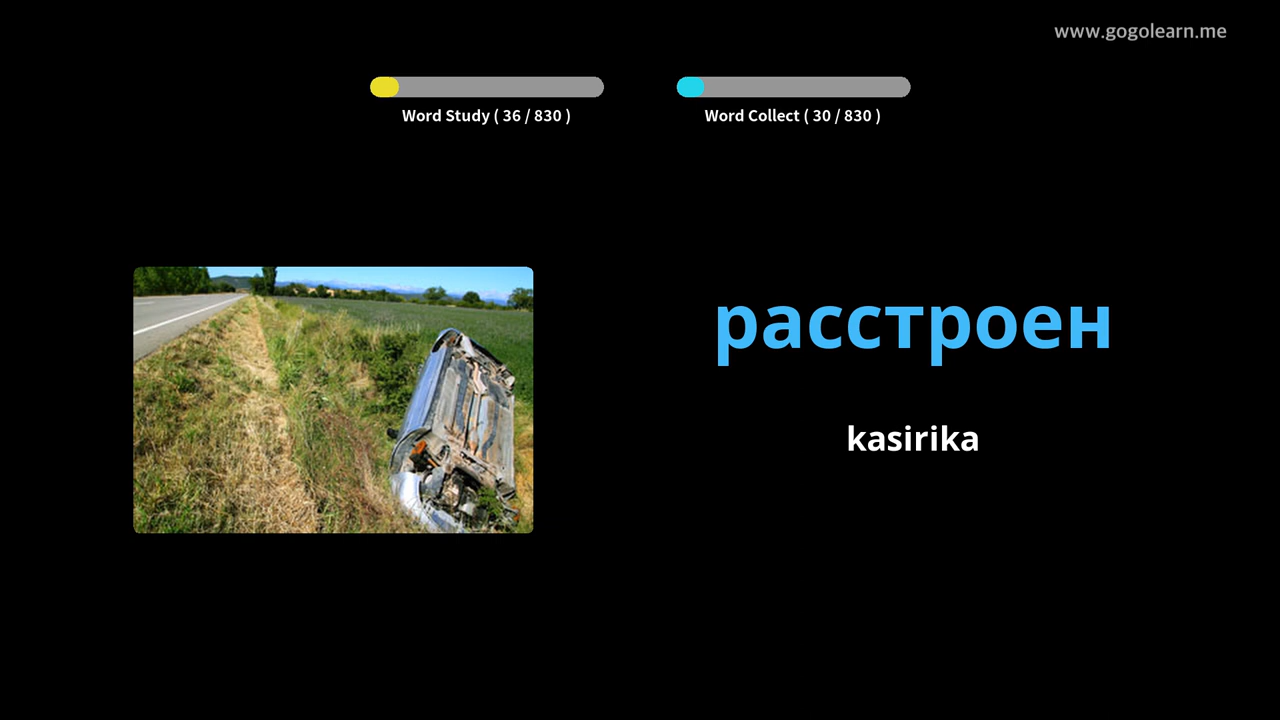 www.gogolearn.me
Word Study ( 36 / 830 )
Word Collect ( 30 / 830 )
расстроен
kasirika